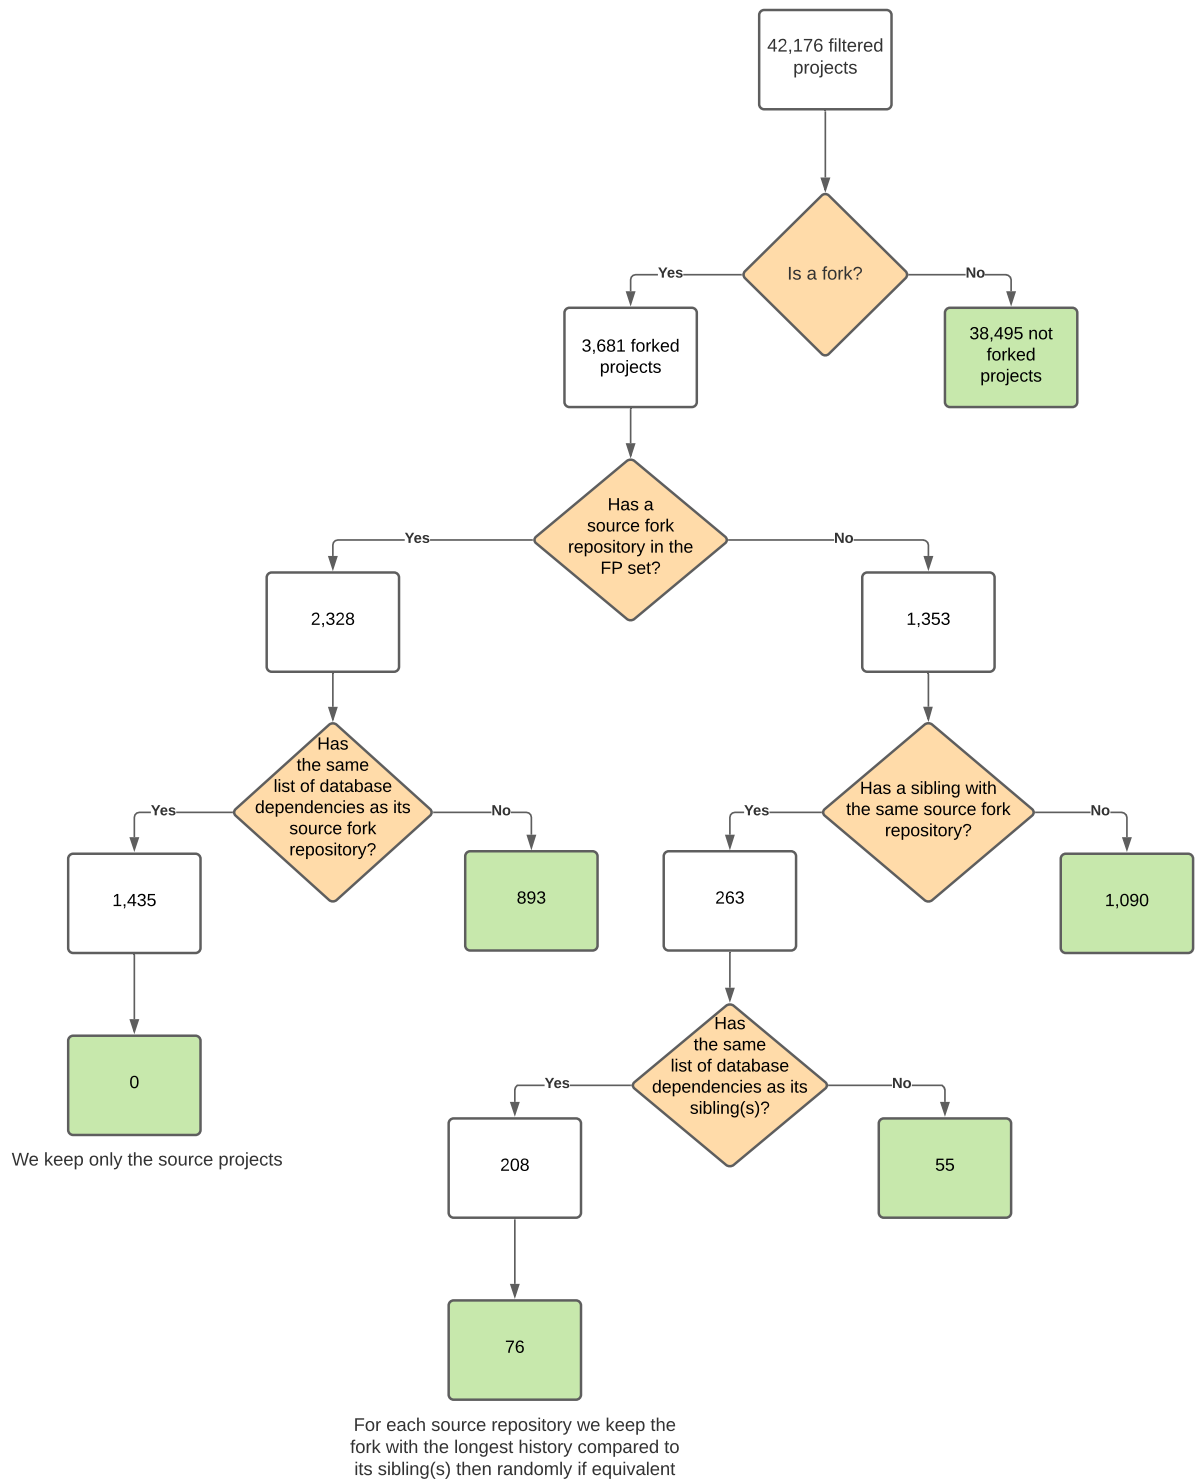 42,176 filtered
projects
Is a fork?
Yes
No
3,681 forked
projects
38,495 not
forked
projects
Has a
source fork
repository in the
FP set?
Yes
No
2,328
1,353
Has
the same
list of database
dependencies as its
source fork
repository?
Yes
No
Has a sibling with
the same source fork
repository?
Yes
No
1,435
893
263
1,090
0
We keep only the source projects
Has
the same
list of database
dependencies as its
sibling(s)?
Yes
No
208
55
76
For each source repository we keep the
fork with the longest history compared to
its sibling(s) then randomly if equivalent